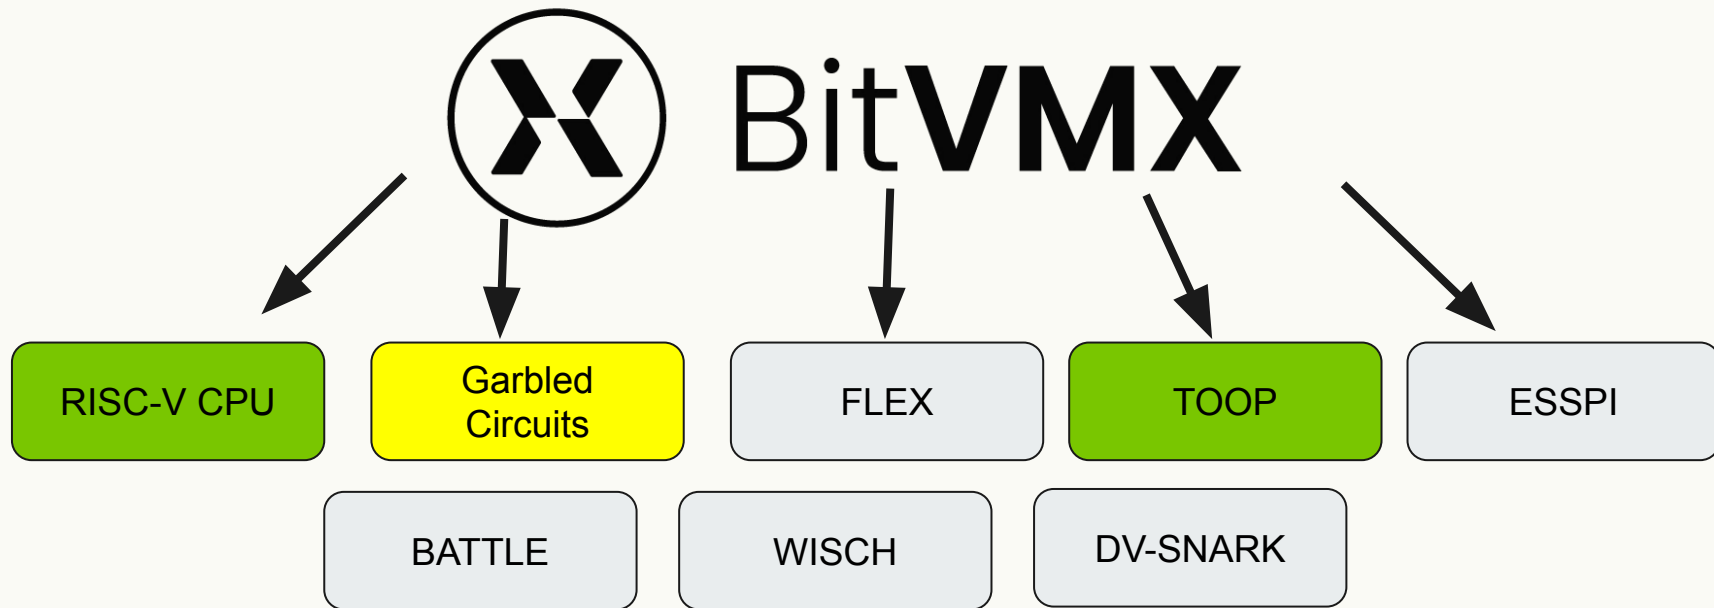 BitVMX
RISC-V CPU
Garbled
Circuits
FLEX
TOOP
ESSPI
BATTLE
WISCH
DV-SNARK